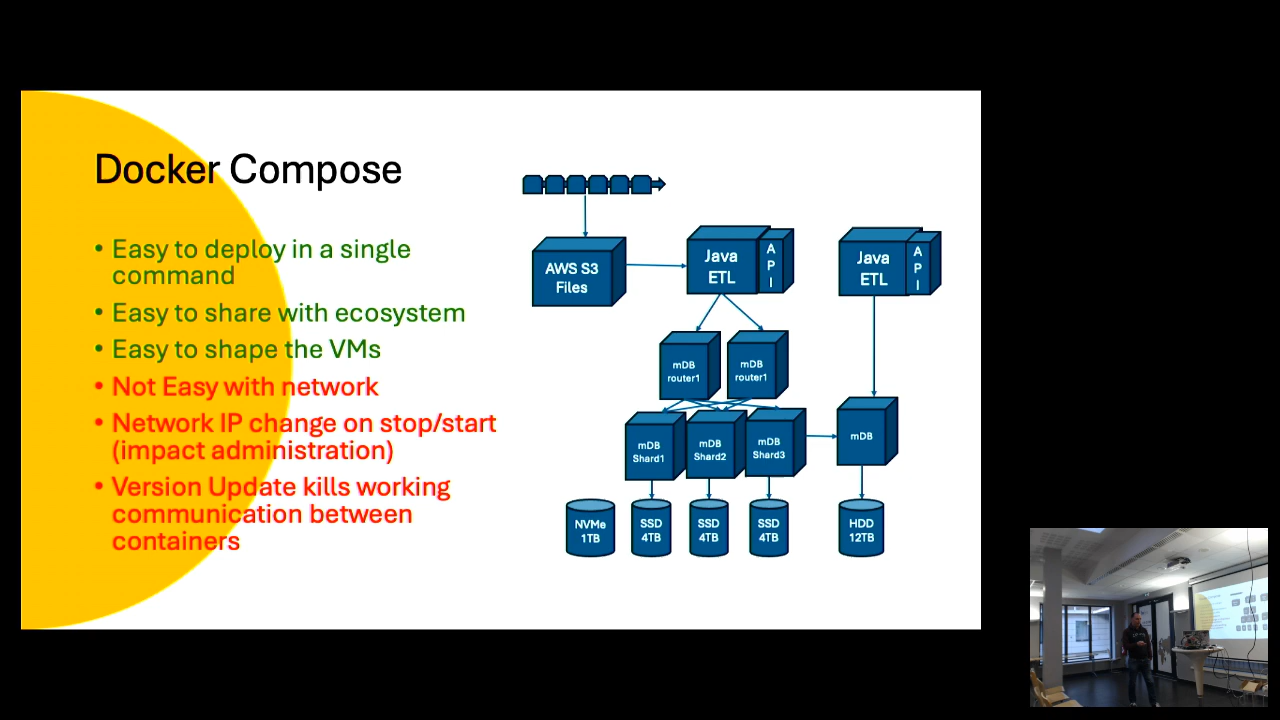 Docker Compose
• Easy to deploy in a single
command
• Easy to share with ecosystem
• Easy to shape the VMs
• Not Easy with network
• Network IP change on stop/start
(impact administration)
• Version Update kills working
communication between
containers
AWS S3
Files
Java
ETL
A
P
I
Java
ETL
A
P
I
mDB
router1
mDB
router1
mDB
Shard1
mDB
Shard2
mDB
Shard3
mDB
NVMe
1TB
SSD
4TB
SSD
4TB
SSD
4TB
HDD
12TB